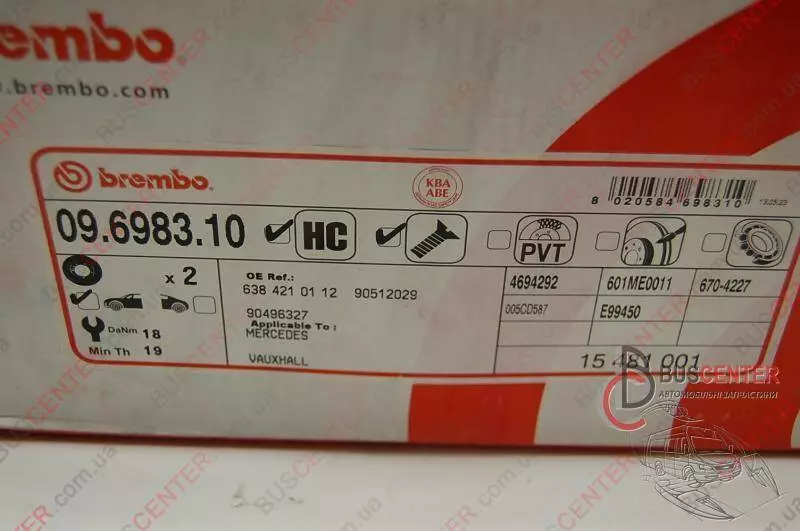 brembo.
www.brembo.com
brembo.
KBA
ABE
8 020584 698310
09.6983.10 HC PVT
x 2
OE Ref.:
638 421 01 12 90512029
90496327
Applicable To :
MERCEDES
VAUXHALL
4694292 601ME0011 670-4227
005CD587 E99450
DaNm 18
Min Th 19
15 481 001
BUSCENTER
АВТОМОБІЛЬНІ ЗАПЧАСТИНИ